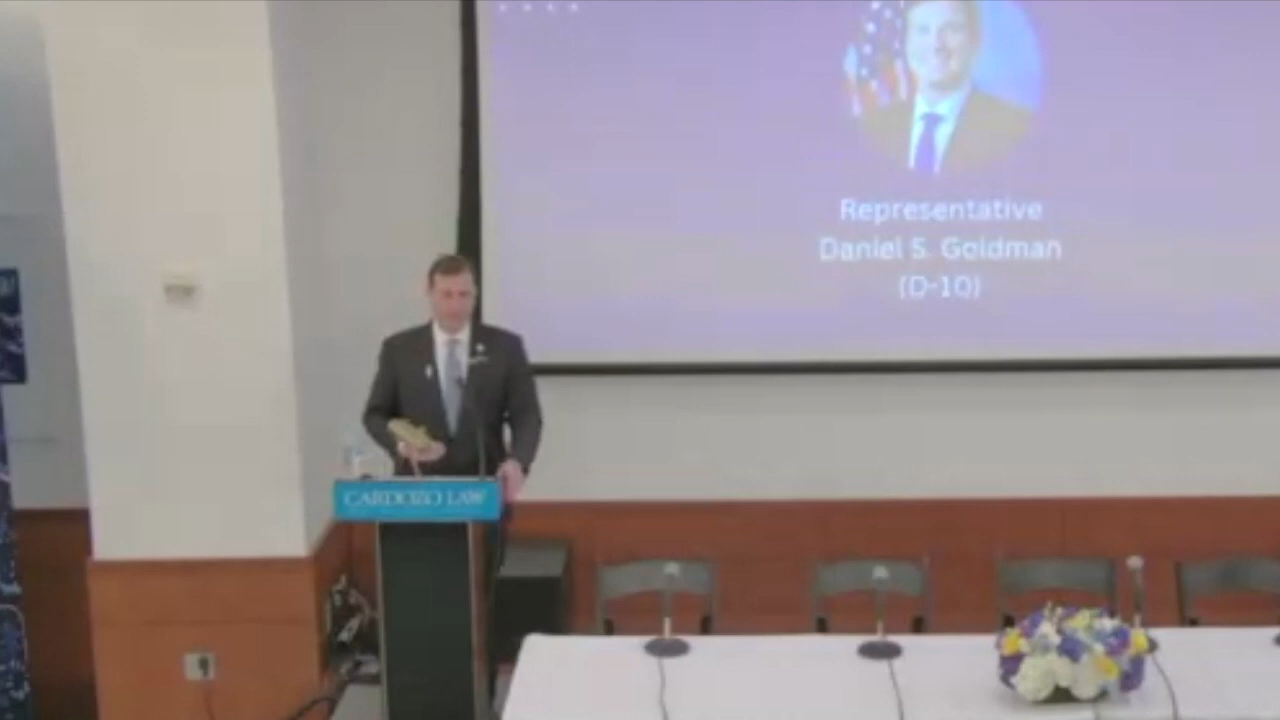 Representative
Daniel S. Goldman
(D-10)
CARDOZO LAW